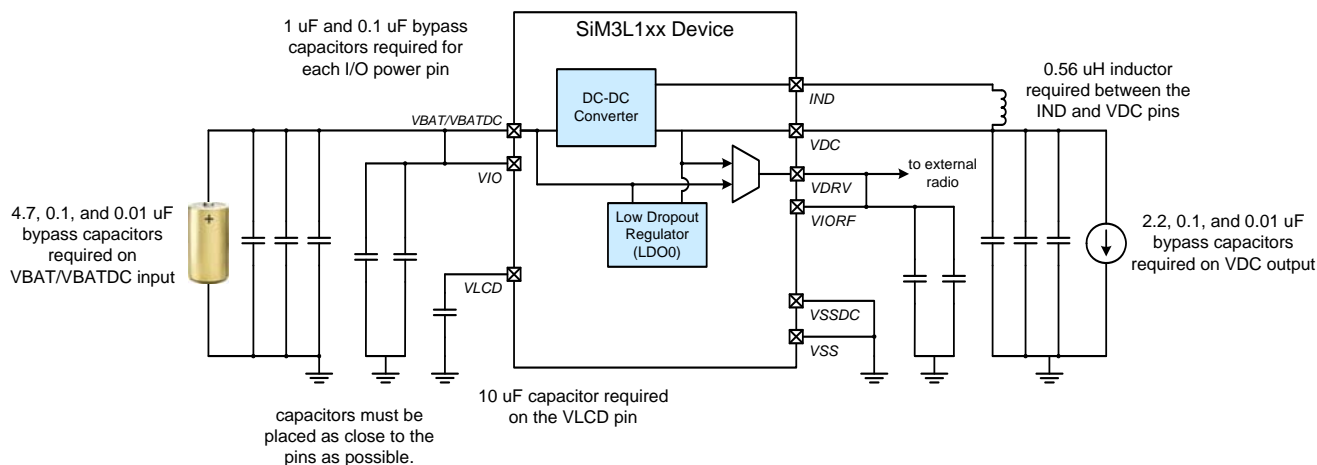 1 uF and 0.1 uF bypass
capacitors required for
each I/O power pin
SiM3L1xx Device
DC-DC
Converter
IND
0.56 uH inductor
required between the
IND and VDC pins
VBAT/VBATDC
VDC
VIO
VDRV
to external
radio
VIORF
Low Dropout
Regulator
(LDO0)
+
4.7, 0.1, and 0.01 uF
bypass capacitors
required on
VBAT/VBATDC input
2.2, 0.1, and 0.01 uF
bypass capacitors
required on VDC output
VLCD
VSSDC
VSS
10 uF capacitor required
on the VLCD pin
capacitors must be
placed as close to the
pins as possible.